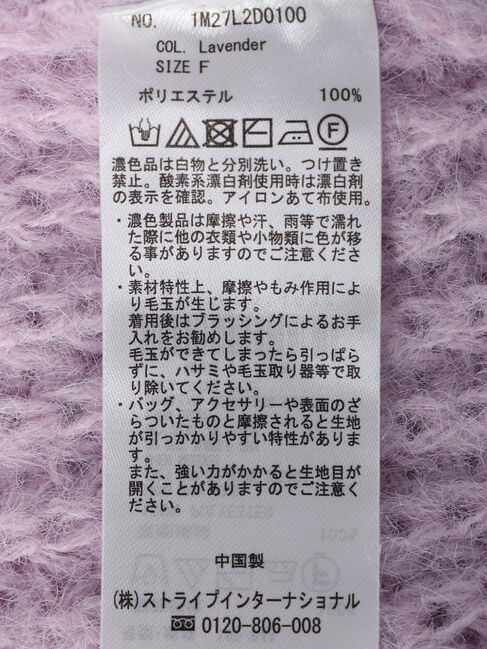 NO. 1M27L2D0100
COL. Lavender
SIZE F
ポリエステル 100%
濃色品は白物と分別洗い。つけ置き
禁止。酸素系漂白剤使用時は漂白剤
の表示を確認。アイロンあて布使用。
・濃色製品は摩擦や汗、雨等で濡れ
た際に他の衣類や小物類に色が移
る事がありますのでご注意くださ
い。
・素材特性上、摩擦やもみ作用によ
り毛玉が生じます。
着用後はブラッシングによるお手
入れをお勧めします。
毛玉ができてしまったら引っぱら
ずに、ハサミや毛玉取り器等で取
り除いてください。
・バッグ、アクセサリーや表面のざ
らついたものと摩擦されると生地
が引っかかりやすい特性がありま
す。
また、強い力がかかると生地目が
開くことがありますのでご注意く
ださい。
中国製
(株)ストライプインターナショナル
0120-806-008